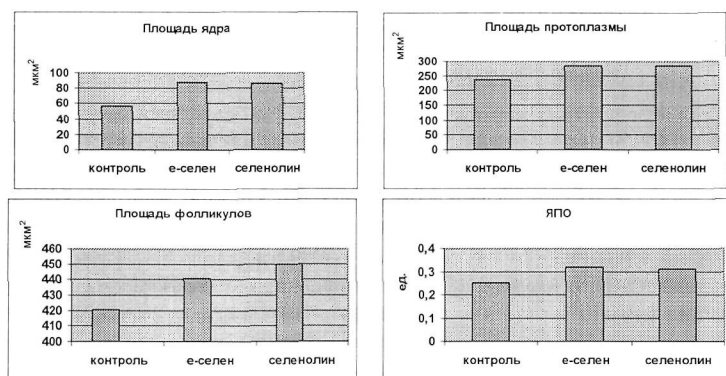 Площадь ядра
мкм²
100
80
60
40
20
0
контроль е-селен селенолин
Площадь протоплазмы
мкм²
300
250
200
150
100
50
0
контроль е-селен селенолин
Площадь фолликулов
мкм²
460
450
440
430
420
410
400
контроль е-селен селенолин
ЯПО
ед.
0,4
0,3
0,2
0,1
0
контроль е-селен селенолин